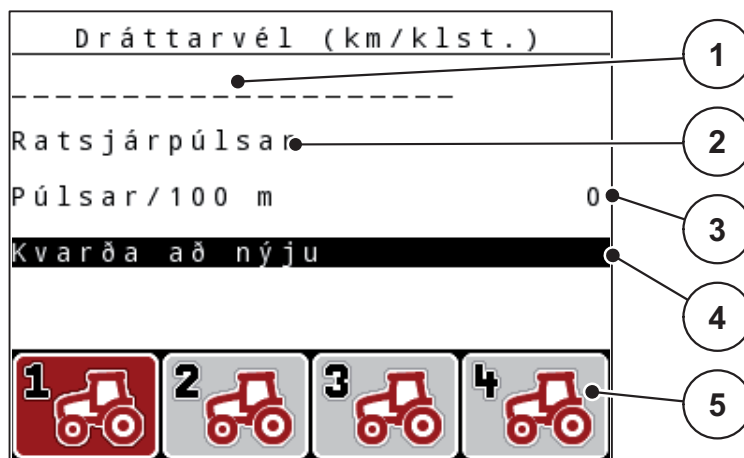 Dráttarvél (km/klst.)
1
Ratsjárpúlsar
2
Púlsar/100 m 0
3
Kvarða að nýju
4
1 2 3 4
5